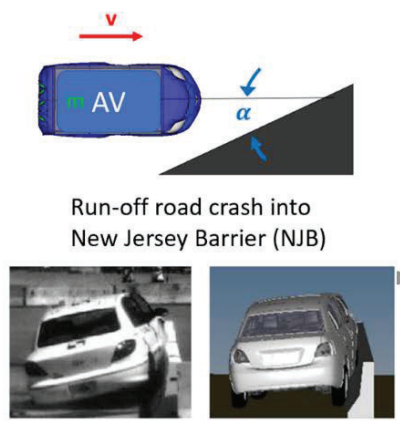 v
m AV
α
Run-off road crash into
New Jersey Barrier (NJB)